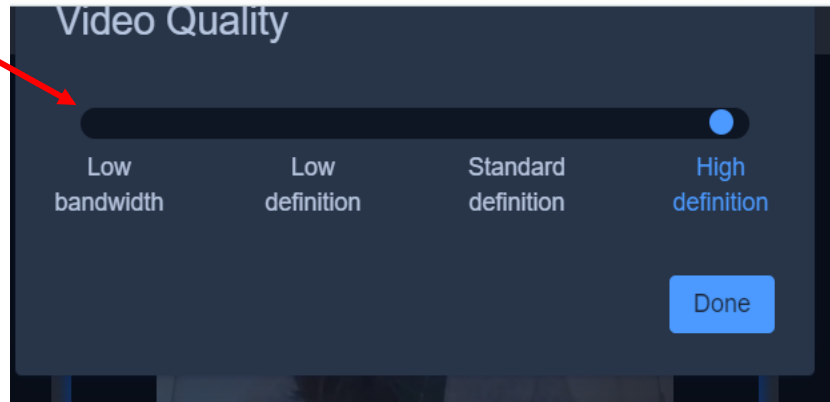 Video Quality
Low bandwidth
Low definition
Standard definition
High definition
Done